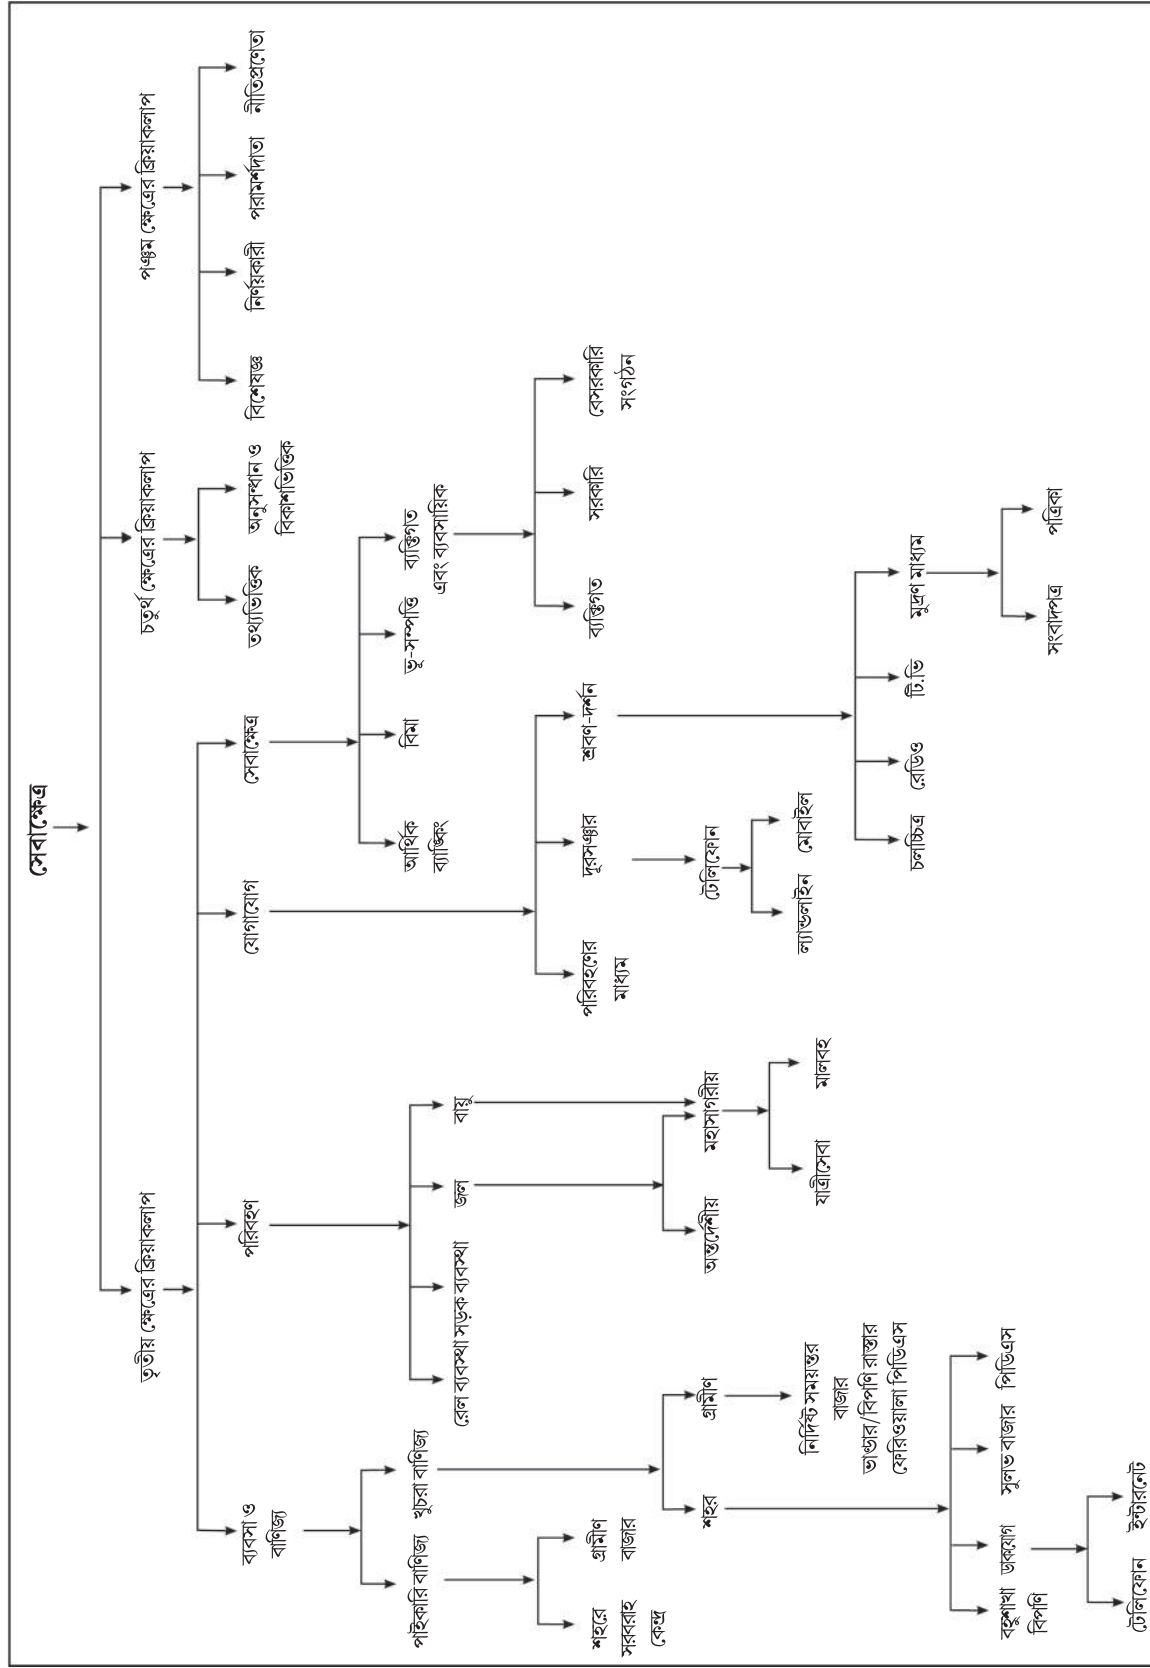 সেবাক্ষেত্র
তৃতীয় ক্ষেত্রের ক্রিয়াকলাপ
চতুর্থ ক্ষেত্রের ক্রিয়াকলাপ
পঞ্চম ক্ষেত্রের ক্রিয়াকলাপ
ব্যবসা ও
বাণিজ্য
পরিবহণ
যোগাযোগ
সেবাক্ষেত্র
তথ্যভিত্তিক
অনুসন্ধান ও
বিকাশভিত্তিক
বিশেষজ্ঞ
নির্ণয়কারী
পরামর্শদাতা
নীতিপ্রণেতা
পাইকারি বাণিজ্য
খুচরা বাণিজ্য
রেল ব্যবস্থা
সড়ক ব্যবস্থা
জল
বায়ু
আর্থিক
ব্যাঙ্কিং
বিমা
ভূ-সম্পত্তি
ব্যক্তিগত
এবং ব্যবসায়িক
শহরে
সরবরাহ
কেন্দ্র
গ্রামীণ
বাজার
পরিবহণের
মাধ্যম
দূরসঞ্চার
শ্রবণ-দর্শন
ব্যক্তিগত
সরকারি
বেসরকারি
সংগঠন
শহর
গ্রামীণ
অন্তর্দেশীয়
মহাসাগরীয়
টেলিফোন
নির্দিষ্ট সময়ন্তর
বাজার
ভাণ্ডার/বিপণি রাস্তার
ফেরিওয়ালা পিডিএস
যাত্রীসেবা
মালবহ
ল্যান্ডলাইন
মোবাইল
চলচ্চিত্র
রেডিও
টি.ভি
মুদ্রণ মাধ্যম
বহুশাখা
বিপণি
ডাকযোগ
সুলভ বাজার
পিডিএস
সংবাদপত্র
পত্রিকা
টেলিফোন
ইন্টারনেট